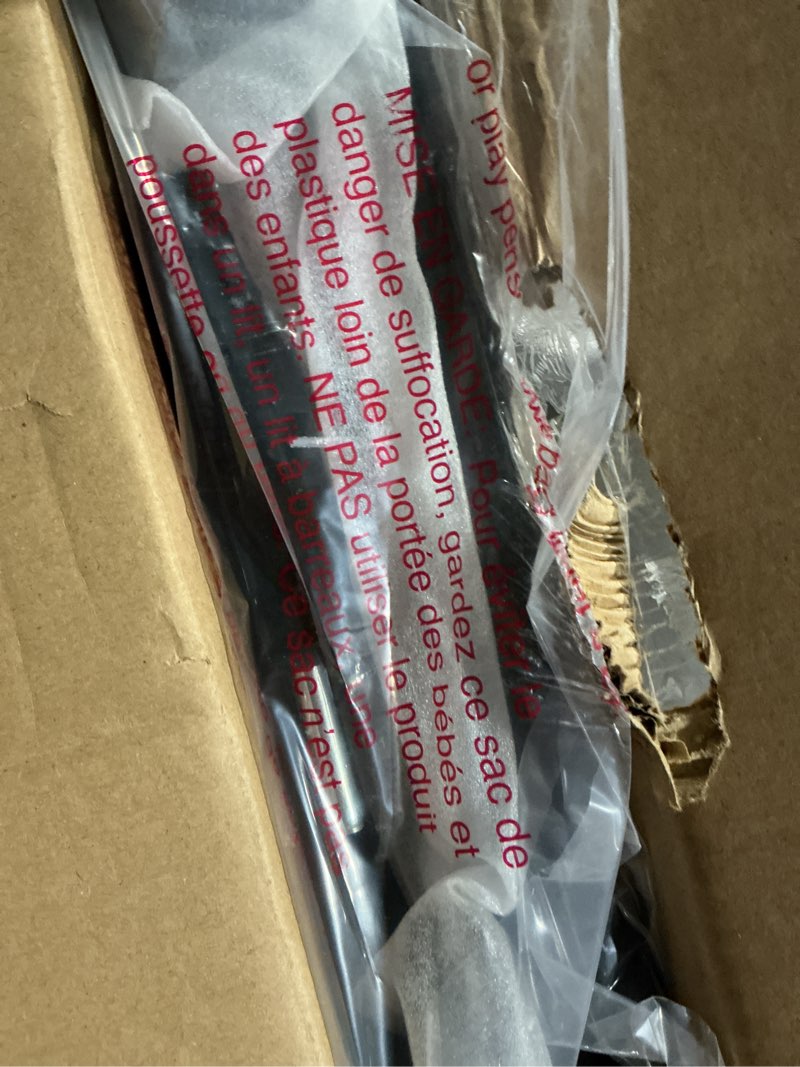 or play pens
MISE EN GARDE: Pour éviter le
danger de suffocation, gardez ce sac de
plastique loin de la portée des bébés et
des enfants. NE PAS utiliser le produit
dans un lit, un lit à barreaux, une
poussette ou Ce sac n'est pas